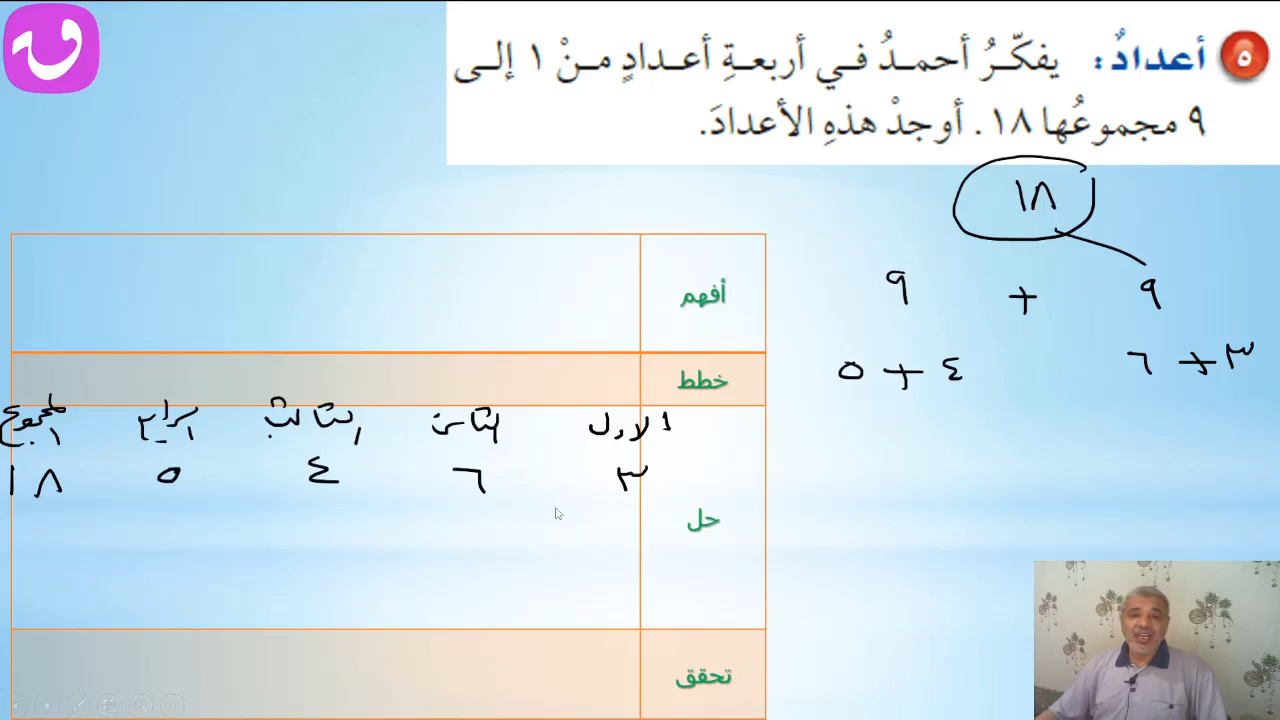 ف
٥ أعدادٌ: يفكّرُ أحمدُ في أربعةِ أعدادٍ منْ ١ إلى
٩ مجموعُها ١٨. أوجدْ هذهِ الأعدادَ.
١٨
٩ + ٩
٣ + ٦ ٤ + ٥
أفهم
خطط
الاول الثاني الثالث الرابع المجموع
٣ ٦ ٤ ٥ ١٨
حل
تحقق